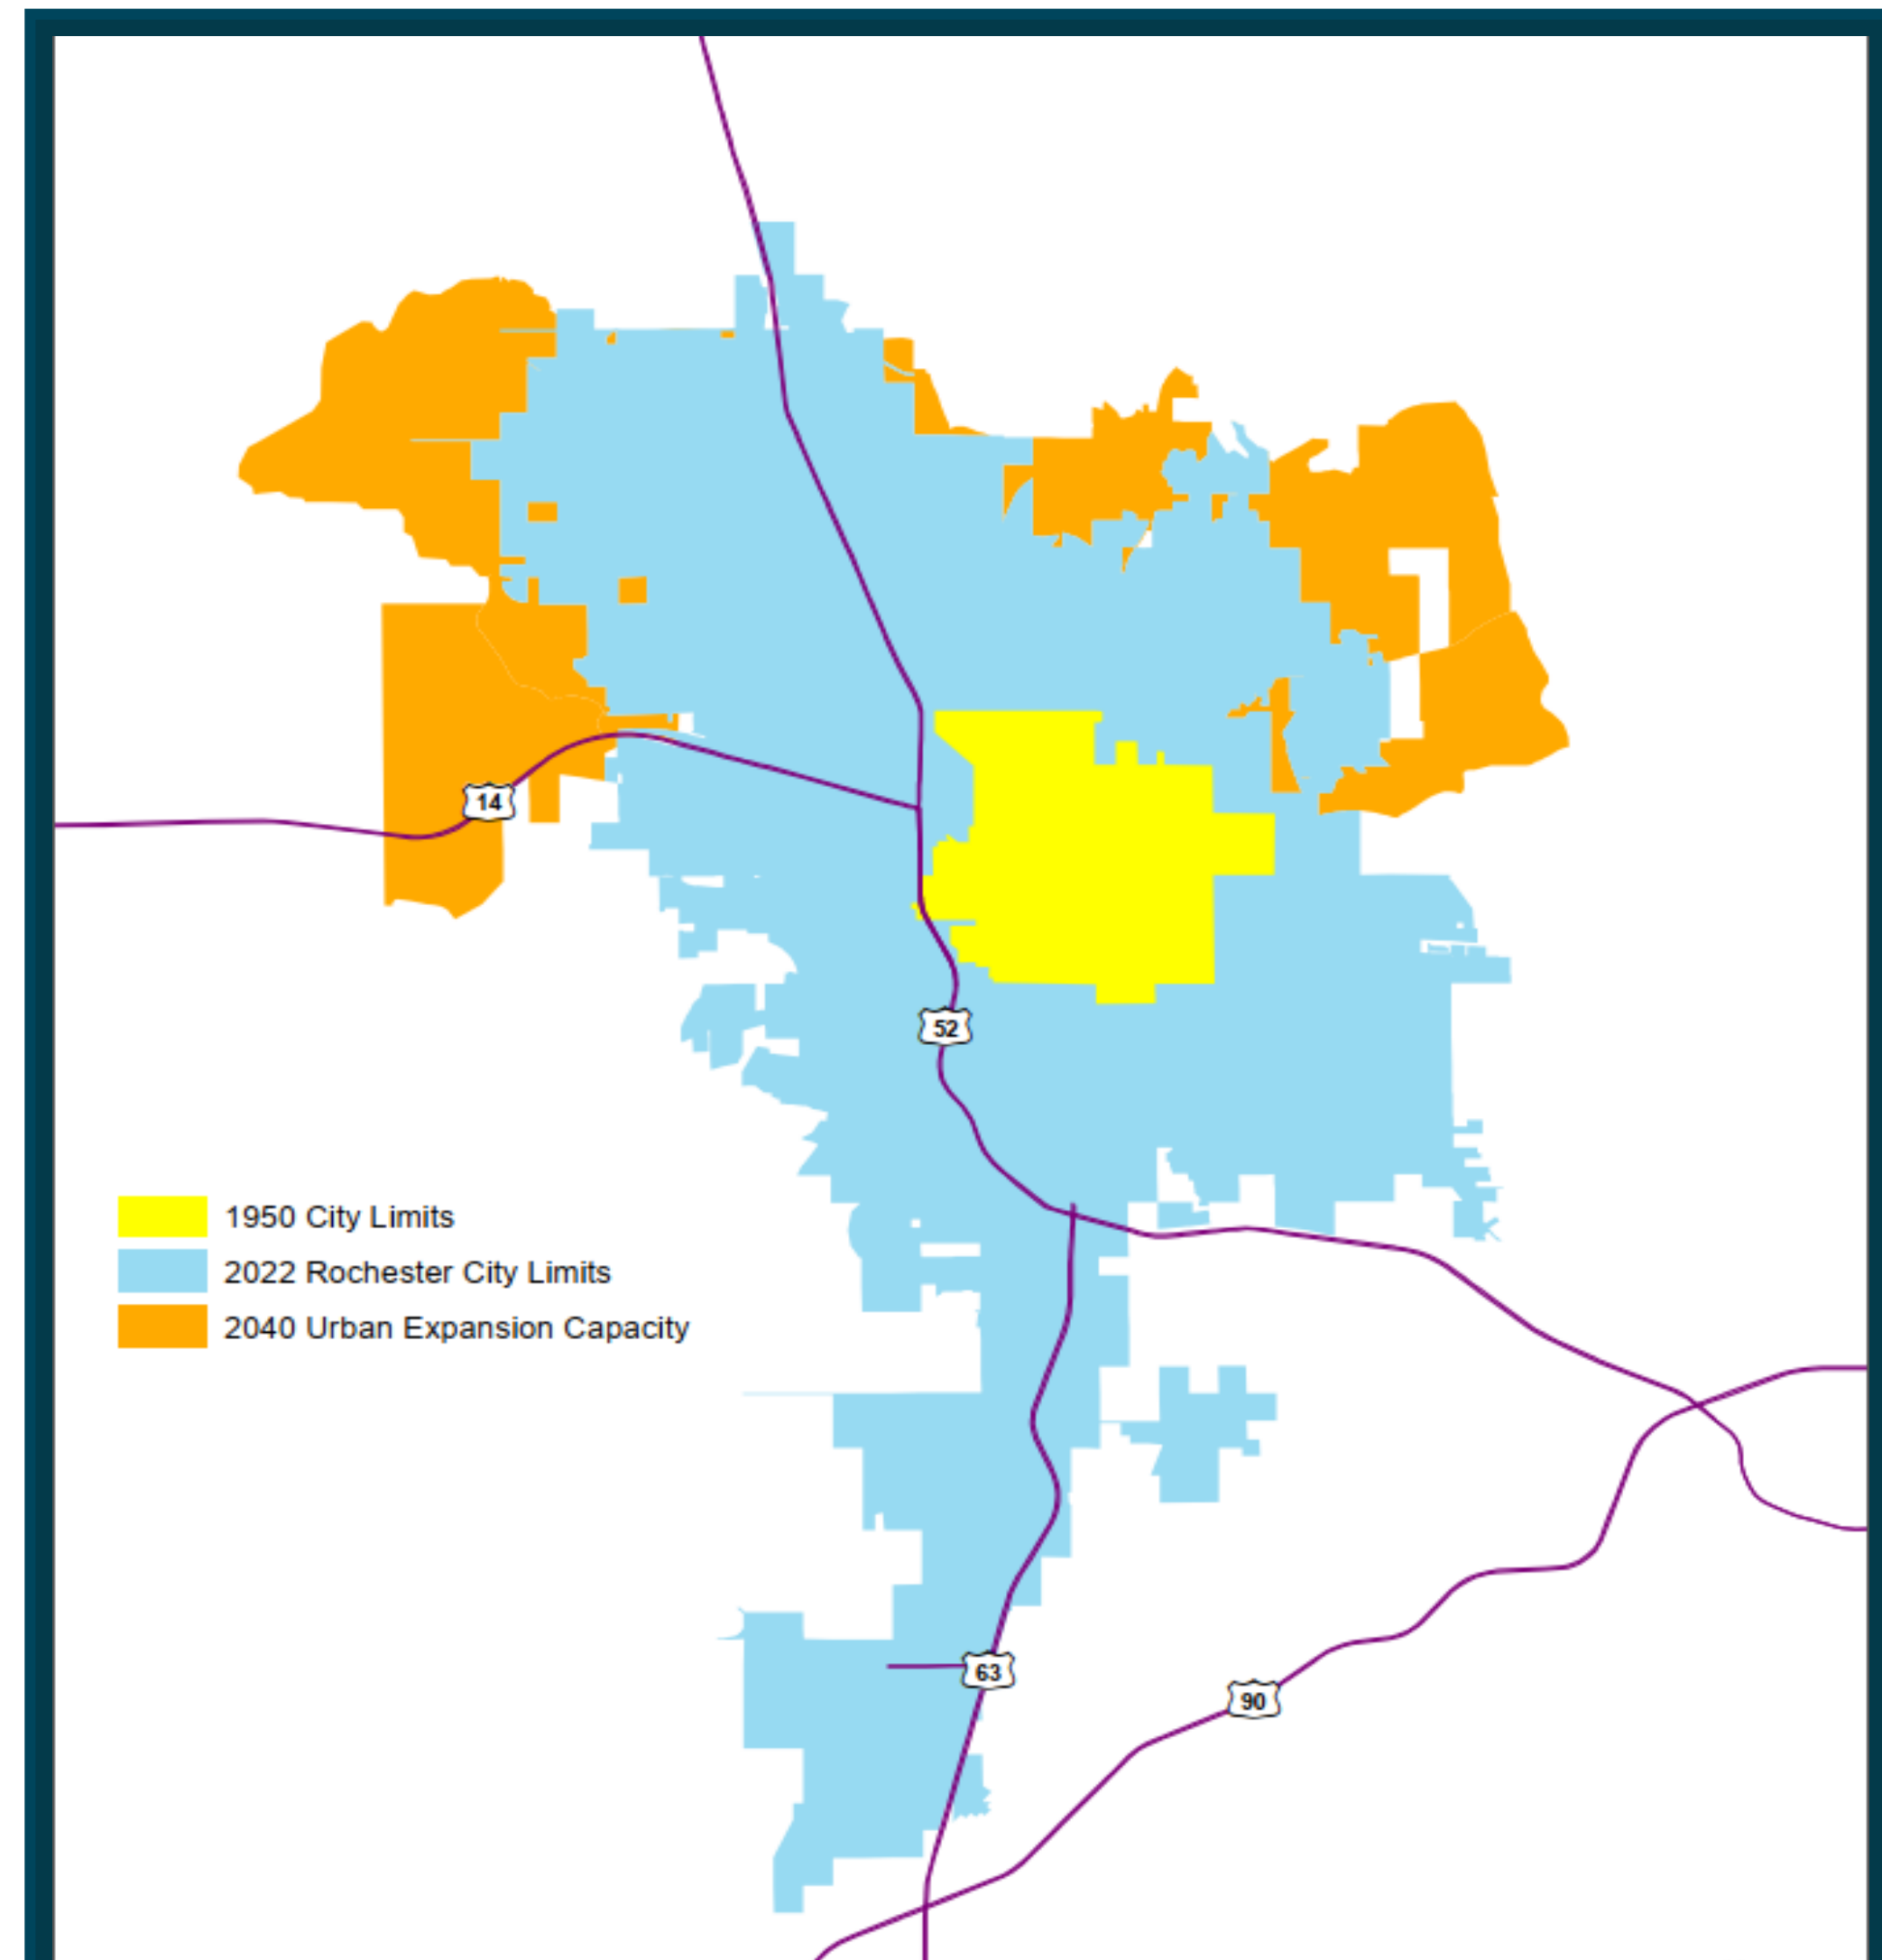 14
52
1950 City Limits
2022 Rochester City Limits
2040 Urban Expansion Capacity
63
90